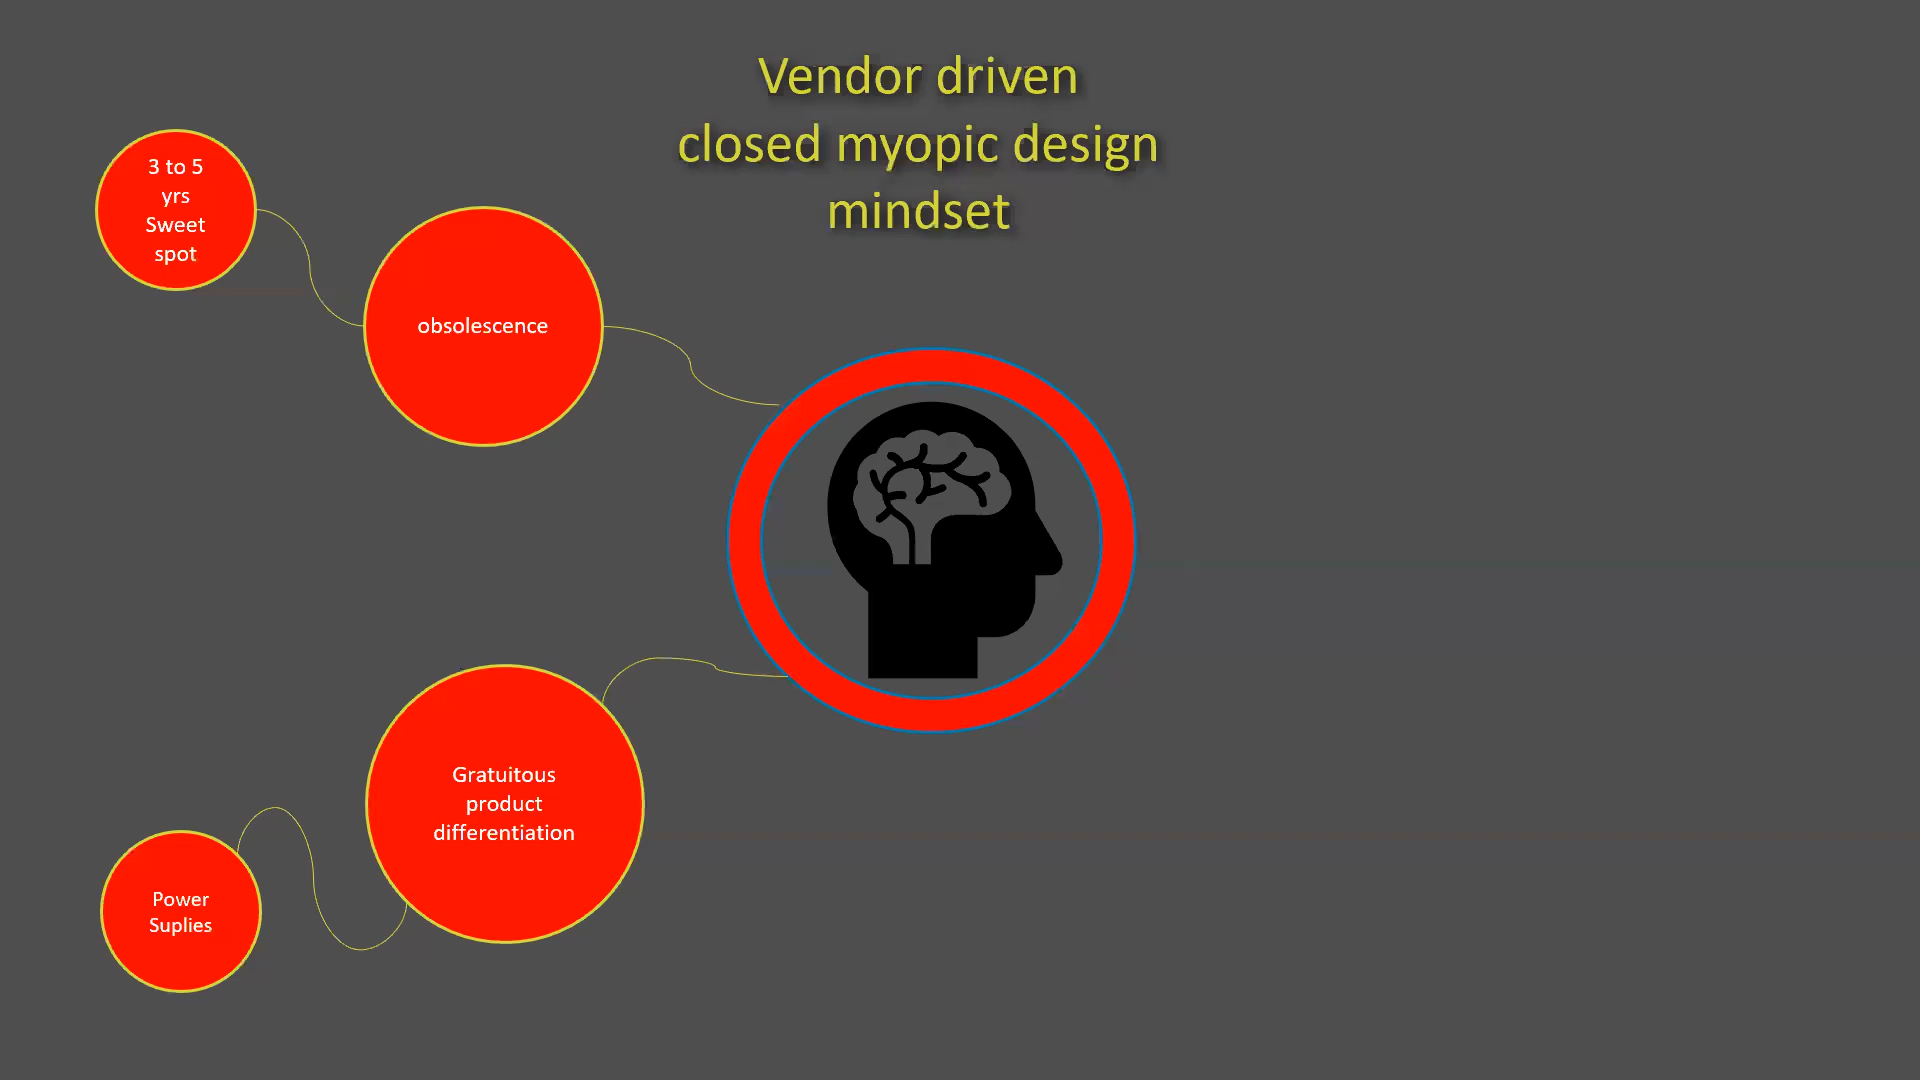 Vendor driven
closed myopic design
mindset
3 to 5
yrs
Sweet
spot
obsolescence
Gratuitous
product
differentiation
Power
Suplies